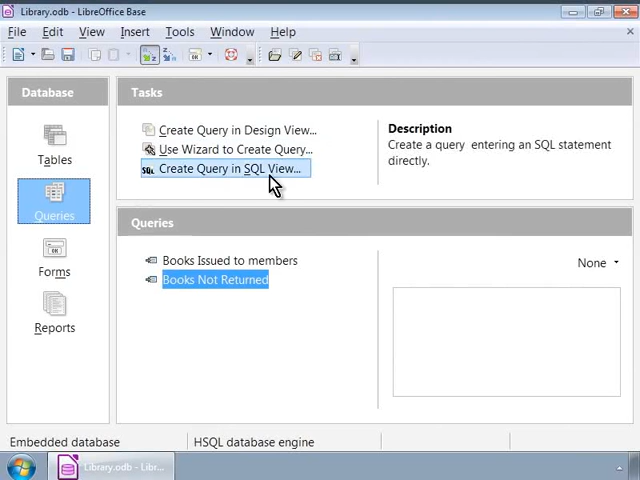 Library.odb - LibreOffice Base
File Edit View Insert Tools Window Help
Database
Tables
Queries
Forms
Reports
Tasks
Create Query in Design View...
Use Wizard to Create Query...
SQL Create Query in SQL View...
Description
Create a query entering an SQL statement
directly.
Queries
Books Issued to members
Books Not Returned
None
Embedded database HSQL database engine
Library.odb - Libr...